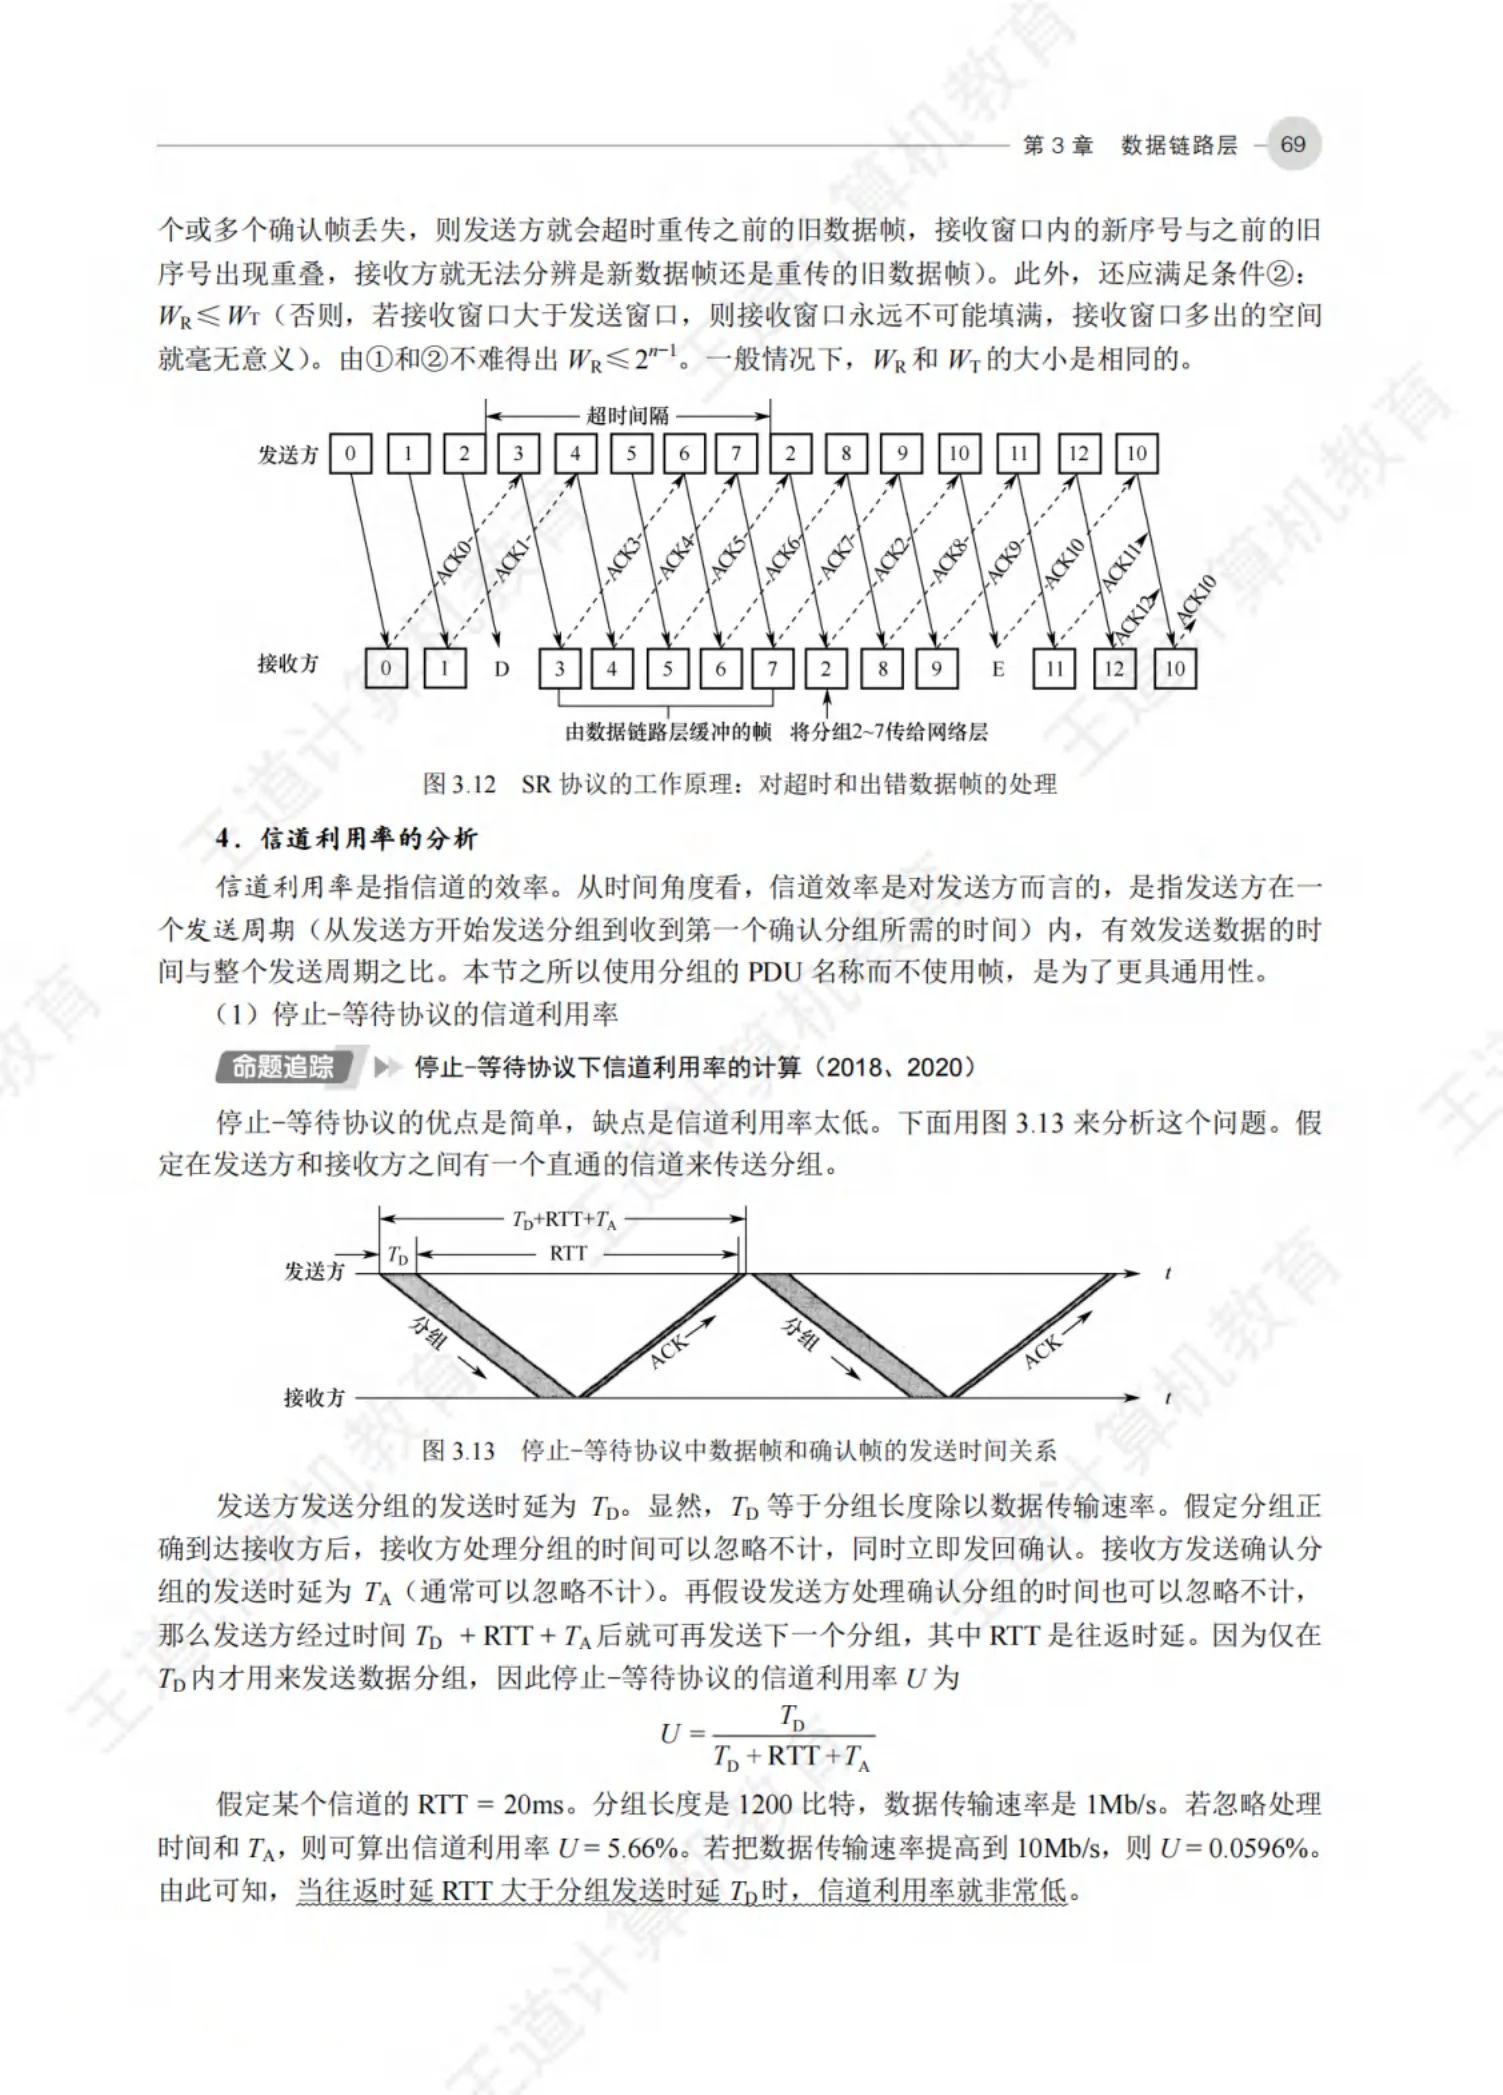 第 3 章 数据链路层 69
个或多个确认帧丢失，则发送方就会超时重传之前的旧数据帧，接收窗口内的新序号与之前的旧
序号出现重叠，接收方就无法分辨是新数据帧还是重传的旧数据帧）。此外，还应满足条件②：
W_R≤W_T（否则，若接收窗口大于发送窗口，则接收窗口永远不可能填满，接收窗口多出的空间
就毫无意义）。由①和②不难得出 W_R≤2^{n-1}。一般情况下，W_R 和 W_T 的大小是相同的。
超时间隔
发送方 0 1 2 3 4 5 6 7 2 8 9 10 11 12 10
ACK0 ACK1 ACK3 ACK4 ACK5 ACK6 ACK7 ACK2 ACK8 ACK9 ACK10 ACK11 ACK12 ACK10
接收方 0 1 D 3 4 5 6 7 2 8 9 E 11 12 10
由数据链路层缓冲的帧 将分组2~7传给网络层
图 3.12 SR 协议的工作原理：对超时和出错数据帧的处理
4．信道利用率的分析
信道利用率是指信道的效率。从时间角度看，信道效率是对发送方而言的，是指发送方在一
个发送周期（从发送方开始发送分组到收到第一个确认分组所需的时间）内，有效发送数据的时
间与整个发送周期之比。本节之所以使用分组的 PDU 名称而不使用帧，是为了更具通用性。
（1）停止-等待协议的信道利用率
命题追踪 停止-等待协议下信道利用率的计算（2018、2020）
停止-等待协议的优点是简单，缺点是信道利用率太低。下面用图 3.13 来分析这个问题。假
定在发送方和接收方之间有一个直通的信道来传送分组。
T_D+RTT+T_A
T_D RTT
发送方 t
分组 ACK 分组 ACK
接收方 t
图 3.13 停止-等待协议中数据帧和确认帧的发送时间关系
发送方发送分组的发送时延为 T_D。显然，T_D 等于分组长度除以数据传输速率。假定分组正
确到达接收方后，接收方处理分组的时间可以忽略不计，同时立即发回确认。接收方发送确认分
组的发送时延为 T_A（通常可以忽略不计）。再假设发送方处理确认分组的时间也可以忽略不计，
那么发送方经过时间 T_D + RTT + T_A 后就可再发送下一个分组，其中 RTT 是往返时延。因为仅在
T_D 内才用来发送数据分组，因此停止-等待协议的信道利用率 U 为
U = T_D / (T_D + RTT + T_A)
假定某个信道的 RTT = 20ms。分组长度是 1200 比特，数据传输速率是 1Mb/s。若忽略处理
时间和 T_A，则可算出信道利用率 U = 5.66%。若把数据传输速率提高到 10Mb/s，则 U = 0.0596%。
由此可知，当往返时延 RTT 大于分组发送时延 T_D 时，信道利用率就非常低。
王道计算机教育